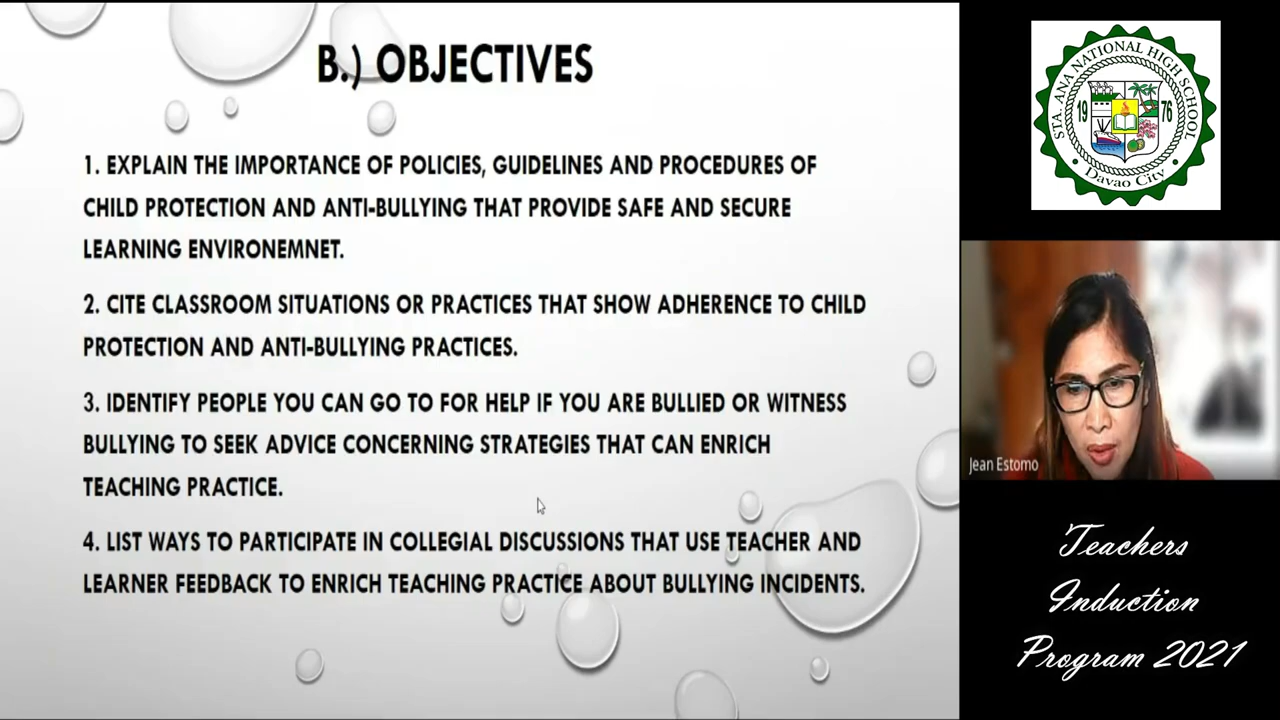 B.) OBJECTIVES
1. EXPLAIN THE IMPORTANCE OF POLICIES, GUIDELINES AND PROCEDURES OF
CHILD PROTECTION AND ANTI-BULLYING THAT PROVIDE SAFE AND SECURE
LEARNING ENVIRONEMNET.
2. CITE CLASSROOM SITUATIONS OR PRACTICES THAT SHOW ADHERENCE TO CHILD
PROTECTION AND ANTI-BULLYING PRACTICES.
3. IDENTIFY PEOPLE YOU CAN GO TO FOR HELP IF YOU ARE BULLIED OR WITNESS
BULLYING TO SEEK ADVICE CONCERNING STRATEGIES THAT CAN ENRICH
TEACHING PRACTICE.
4. LIST WAYS TO PARTICIPATE IN COLLEGIAL DISCUSSIONS THAT USE TEACHER AND
LEARNER FEEDBACK TO ENRICH TEACHING PRACTICE ABOUT BULLYING INCIDENTS.
STA. ANA NATIONAL HIGH SCHOOL
19 76
Davao City
Jean Estomo
Teachers
Induction
Program 2021